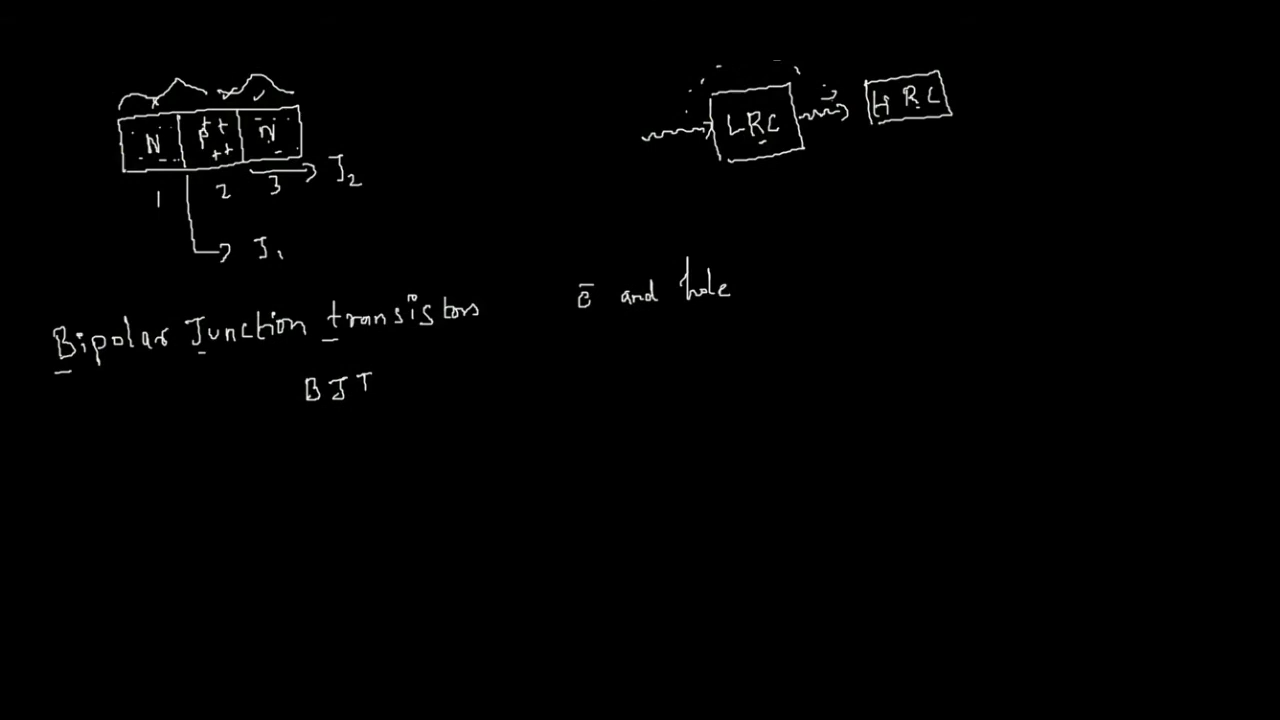 N P n
++
++
LRC
HRC
1 2 3
J2
J1
Bipolar Junction transistors
ē and hole
BJT